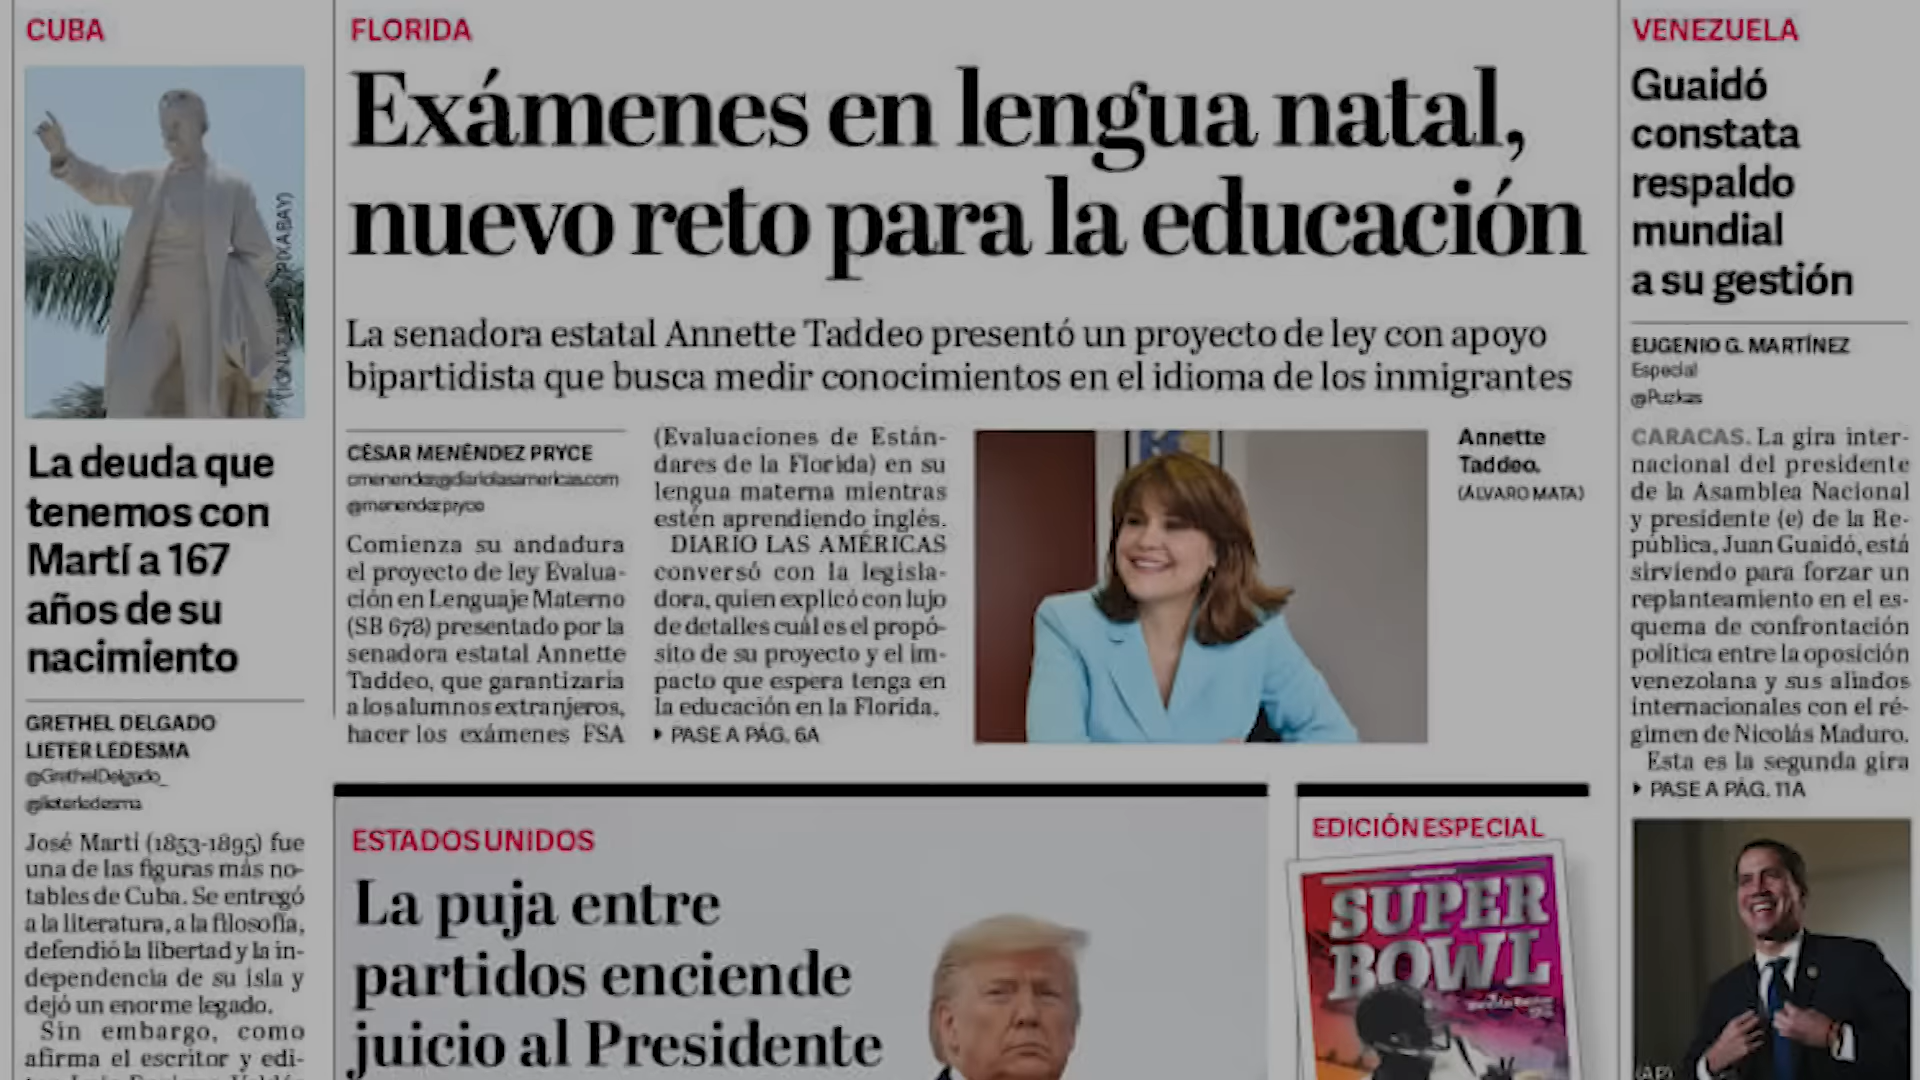 CUBA
(IGNAZ WRO / PIXABAY)
La deuda que
tenemos con
Martí a 167
años de su
nacimiento
GRETHEL DELGADO
LIETER LEDESMA
@GrethelDelgado_
@lieterledesma
José Martí (1853-1895) fue
una de las figuras más no-
tables de Cuba. Se entregó
a la literatura, a la filosofía,
defendió la libertad y la in-
dependencia de su isla y
dejó un enorme legado.
Sin embargo, como
afirma el escritor y edi-
FLORIDA
Exámenes en lengua natal,
nuevo reto para la educación
La senadora estatal Annette Taddeo presentó un proyecto de ley con apoyo
bipartidista que busca medir conocimientos en el idioma de los inmigrantes
CÉSAR MENÉNDEZ PRYCE
cmenendez@diariolasamericas.com
@menendezpryce
Comienza su andadura
el proyecto de ley Evalua-
ción en Lenguaje Materno
(SB 678) presentado por la
senadora estatal Annette
Taddeo, que garantizaría
a los alumnos extranjeros,
hacer los exámenes FSA
(Evaluaciones de Están-
dares de la Florida) en su
lengua materna mientras
estén aprendiendo inglés.
DIARIO LAS AMÉRICAS
conversó con la legisla-
dora, quien explicó con lujo
de detalles cuál es el propó-
sito de su proyecto y el im-
pacto que espera tenga en
la educación en la Florida.
PASE A PÁG. 6A
Annette
Taddeo.
(ÁLVARO MATA)
ESTADOS UNIDOS
La puja entre
partidos enciende
juicio al Presidente
EDICIÓN ESPECIAL
SUPER
BOWL
VENEZUELA
Guaidó
constata
respaldo
mundial
a su gestión
EUGENIO G. MARTÍNEZ
Especial
@Puzkas
CARACAS. La gira inter-
nacional del presidente
de la Asamblea Nacional
y presidente (e) de la Re-
pública, Juan Guaidó, está
sirviendo para forzar un
replanteamiento en el es-
quema de confrontación
política entre la oposición
venezolana y sus aliados
internacionales con el ré-
gimen de Nicolás Maduro.
Esta es la segunda gira
PASE A PÁG. 11A
(AP)